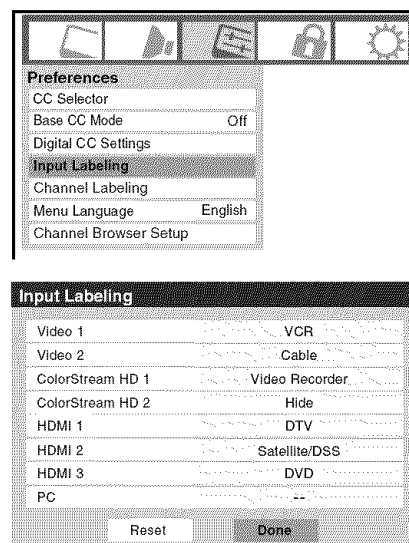 Preferences
CC Selector
Base CC Mode Off
Digital CC Settings
Input Labeling
Channel Labeling
Menu Language English
Channel Browser Setup
Input Labeling
Video 1 VCR
Video 2 Cable
ColorStream HD 1 Video Recorder
ColorStream HD 2 Hide
HDMI 1 DTV
HDMI 2 Satellite/DSS
HDMI 3 DVD
PC --
Reset Done